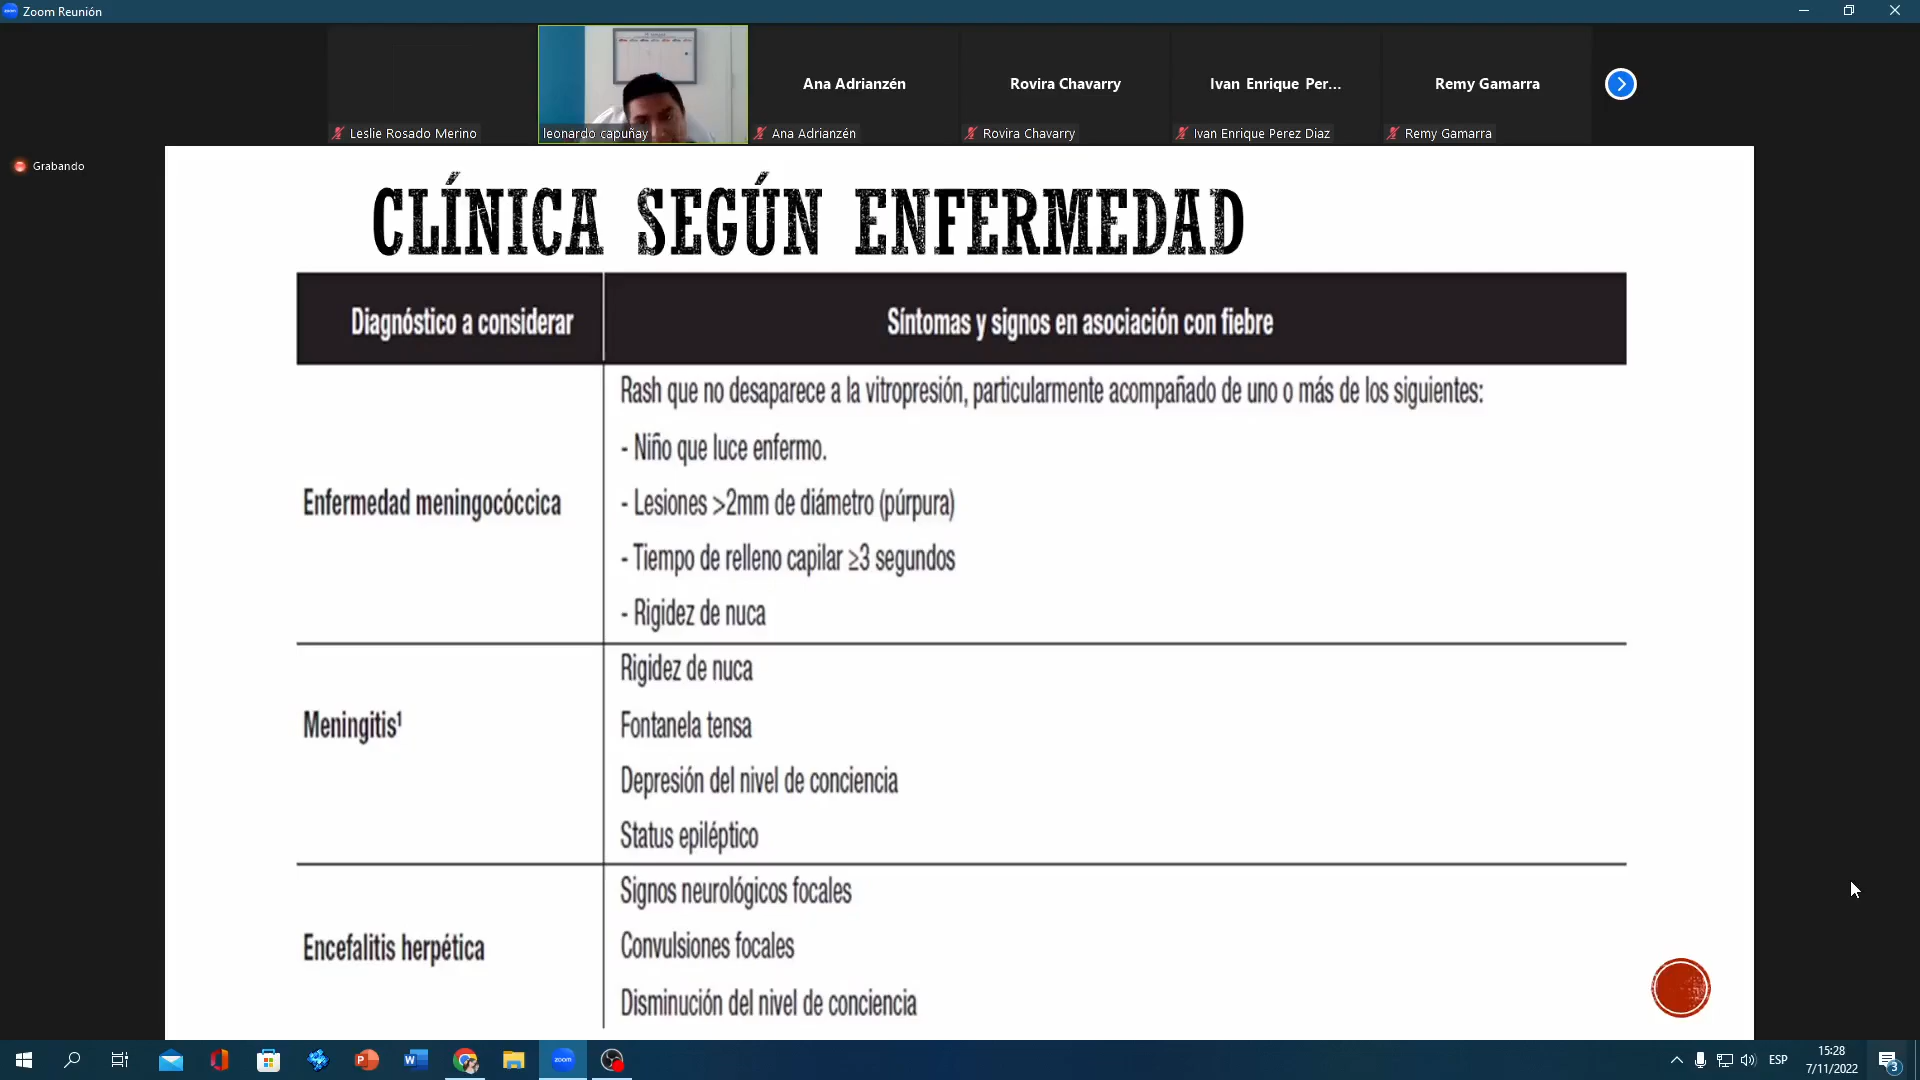 Zoom Reunión
Ana Adrianzén
Rovira Chavarry
Ivan Enrique Per...
Remy Gamarra
Leslie Rosado Merino
leonardo capuñay
Ana Adrianzén
Rovira Chavarry
Ivan Enrique Perez Diaz
Remy Gamarra
Grabando
CLÍNICA SEGÚN ENFERMEDAD
Diagnóstico a considerar
Síntomas y signos en asociación con fiebre
Enfermedad meningocóccica
Rash que no desaparece a la vitropresión, particularmente acompañado de uno o más de los siguientes:
- Niño que luce enfermo.
- Lesiones >2mm de diámetro (púrpura)
- Tiempo de relleno capilar ≥3 segundos
- Rigidez de nuca
Meningitis¹
Rigidez de nuca
Fontanela tensa
Depresión del nivel de conciencia
Status epiléptico
Encefalitis herpética
Signos neurológicos focales
Convulsiones focales
Disminución del nivel de conciencia
zoom
ESP
15:28
7/11/2022
3